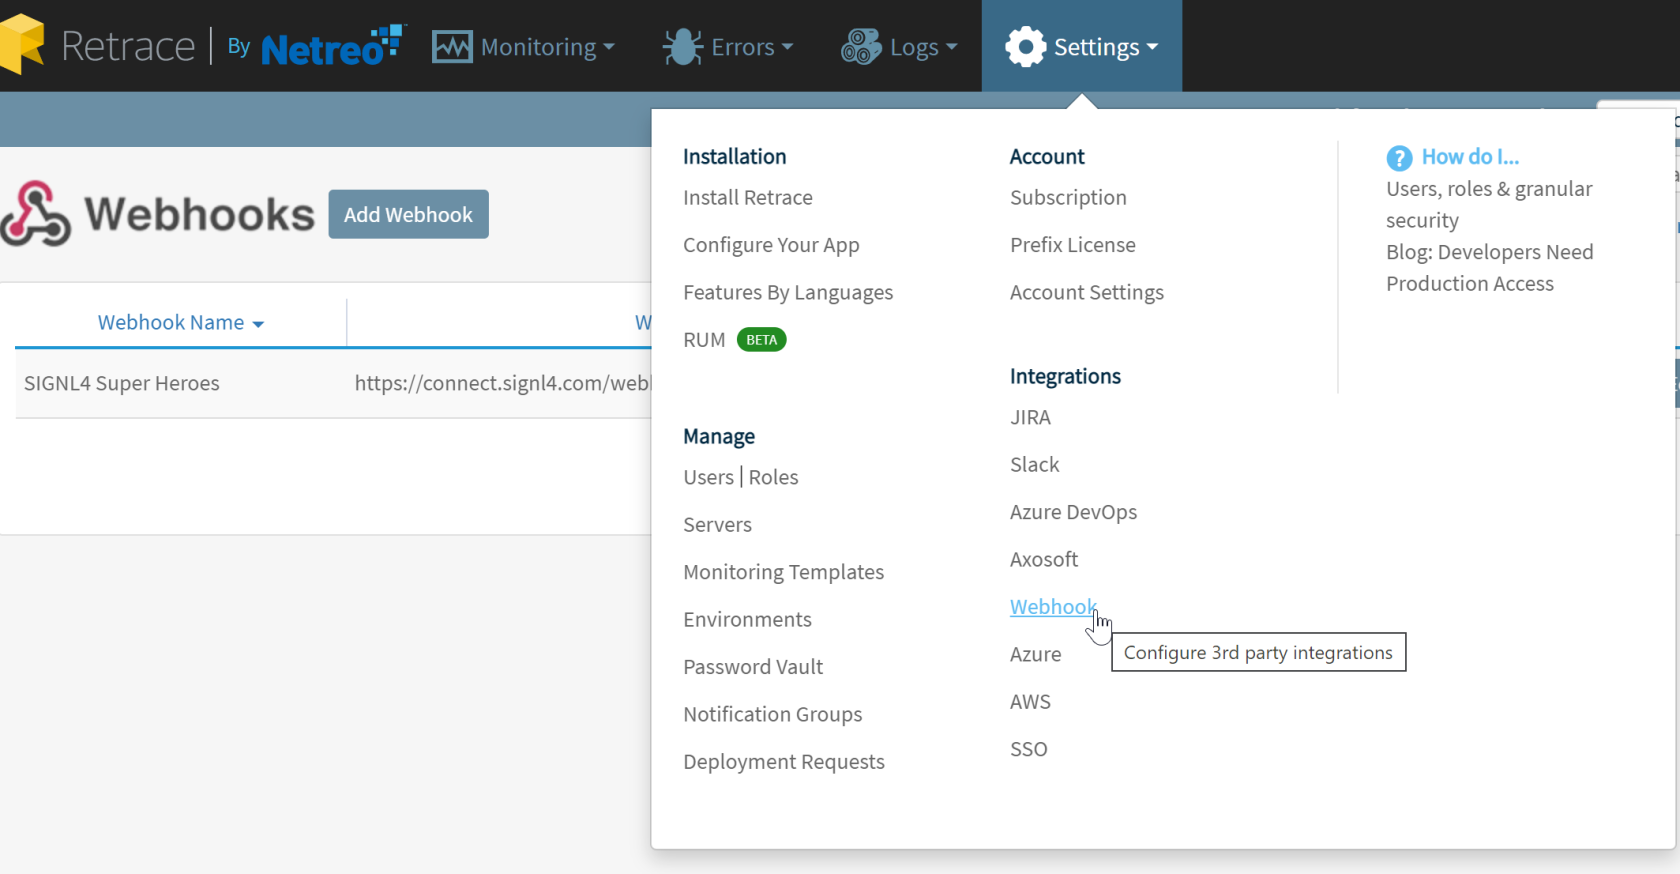 Retrace | By Netreo
Monitoring
Errors
Logs
Settings
Webhooks
Add Webhook
Webhook Name
SIGNL4 Super Heroes
https://connect.signl4.com/web
Installation
Install Retrace
Configure Your App
Features By Languages
RUM BETA
Manage
Users | Roles
Servers
Monitoring Templates
Environments
Password Vault
Notification Groups
Deployment Requests
Account
Subscription
Prefix License
Account Settings
Integrations
JIRA
Slack
Azure DevOps
Axosoft
Webhook
Configure 3rd party integrations
Azure
AWS
SSO
? How do I...
Users, roles & granular
security
Blog: Developers Need
Production Access